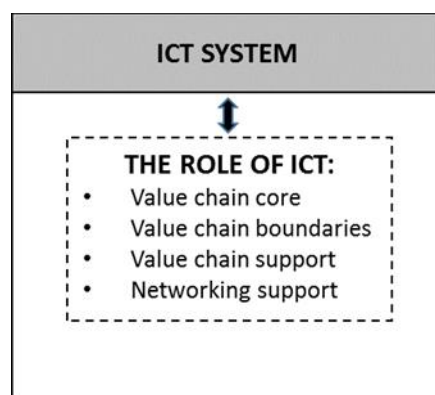 ICT SYSTEM
THE ROLE OF ICT:
• Value chain core
• Value chain boundaries
• Value chain support
• Networking support